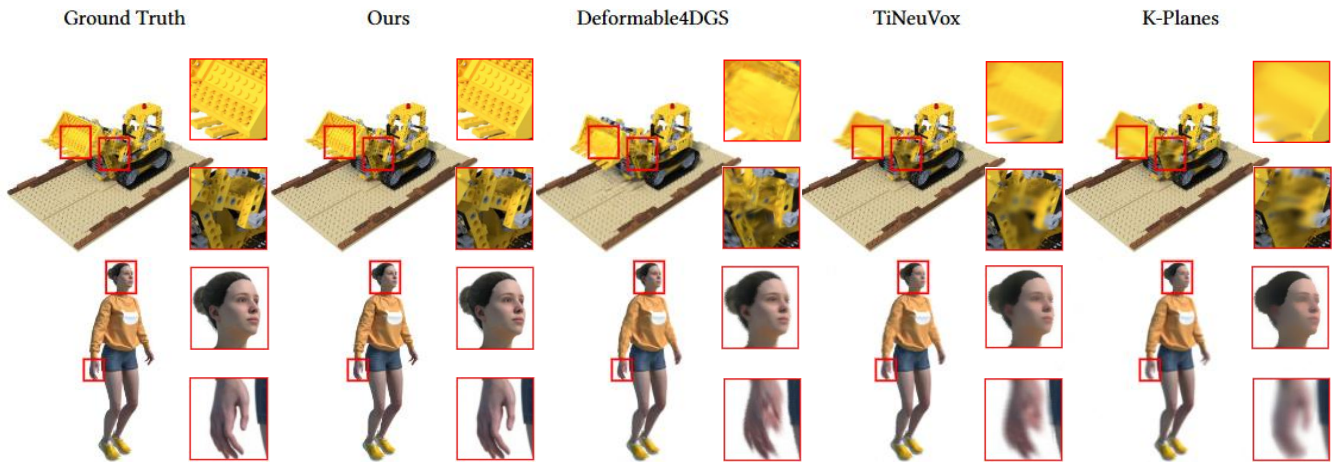 Ground Truth
Ours
Deformable4DGS
TiNeuVox
K-Planes